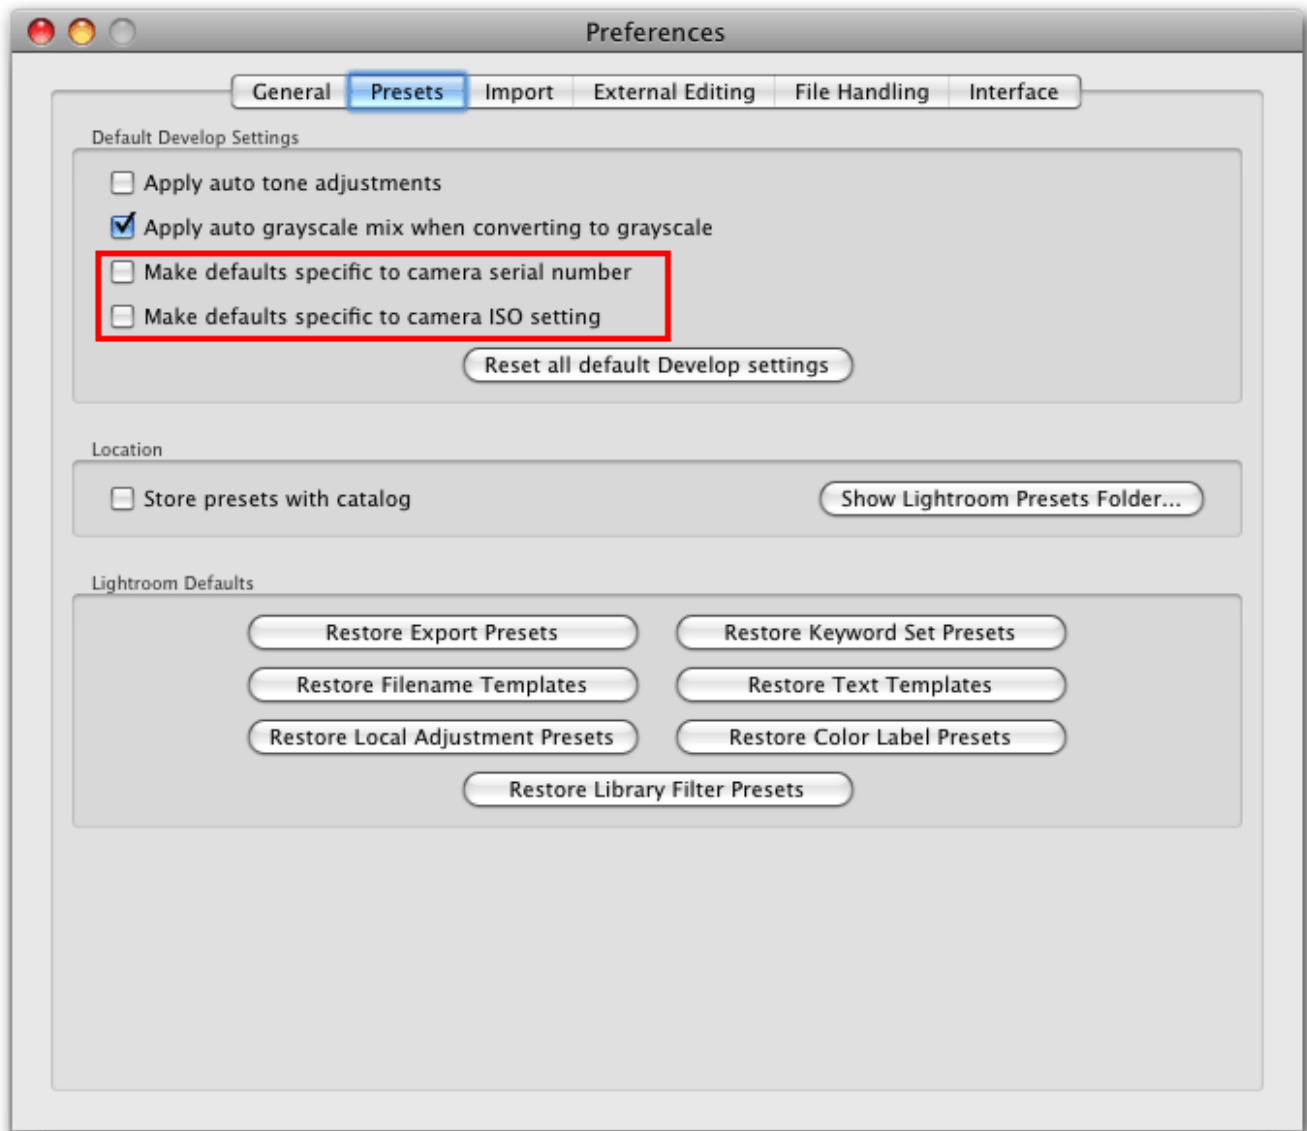 Preferences
General Presets Import External Editing File Handling Interface
Default Develop Settings
Apply auto tone adjustments
Apply auto grayscale mix when converting to grayscale
Make defaults specific to camera serial number
Make defaults specific to camera ISO setting
Reset all default Develop settings
Location
Store presets with catalog Show Lightroom Presets Folder...
Lightroom Defaults
Restore Export Presets Restore Keyword Set Presets
Restore Filename Templates Restore Text Templates
Restore Local Adjustment Presets Restore Color Label Presets
Restore Library Filter Presets